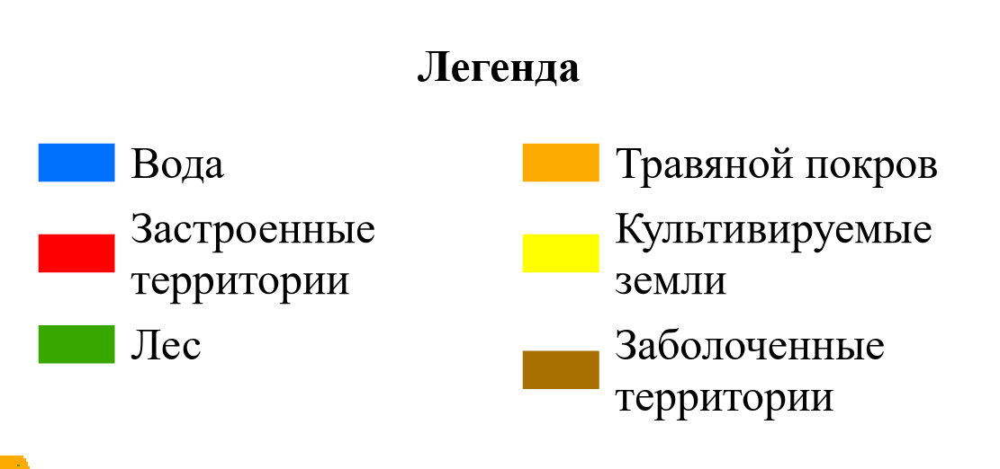 Легенда
Вода
Застроенные
территории
Лес
Травяной покров
Культивируемые
земли
Заболоченные
территории